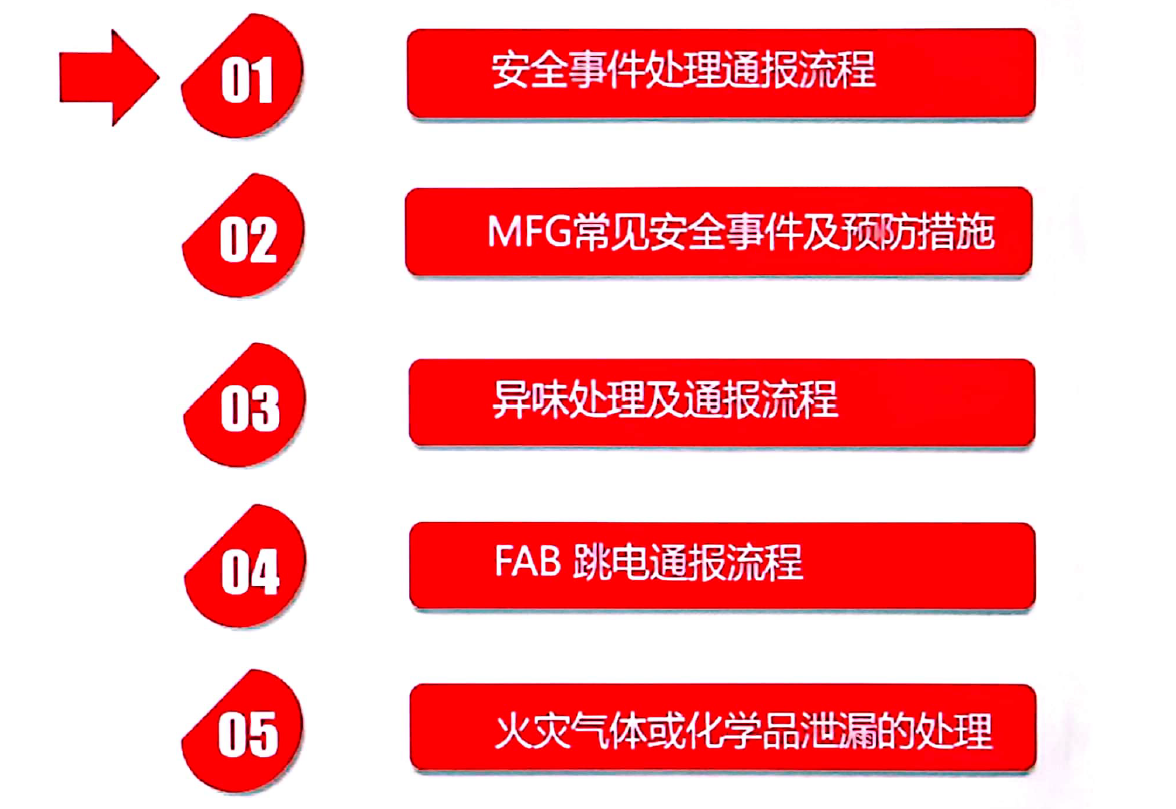 01 安全事件处理通报流程
02 MFG常见安全事件及预防措施
03 异味处理及通报流程
04 FAB 跳电通报流程
05 火灾气体或化学品泄漏的处理